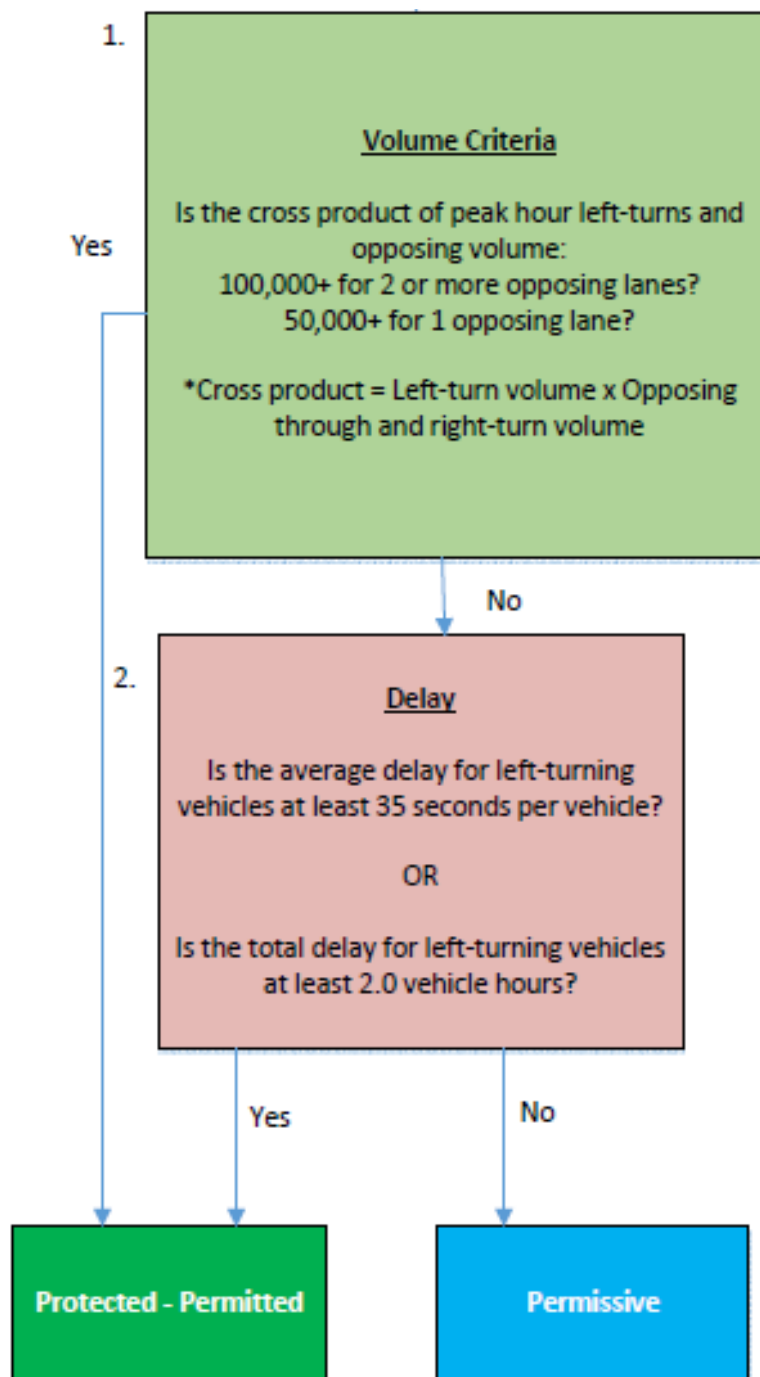 1.
Volume Criteria
Is the cross product of peak hour left-turns and
opposing volume:
100,000+ for 2 or more opposing lanes?
50,000+ for 1 opposing lane?
*Cross product = Left-turn volume x Opposing
through and right-turn volume
Yes
No
2.
Delay
Is the average delay for left-turning
vehicles at least 35 seconds per vehicle?
OR
Is the total delay for left-turning vehicles
at least 2.0 vehicle hours?
Yes
No
Protected - Permitted
Permissive